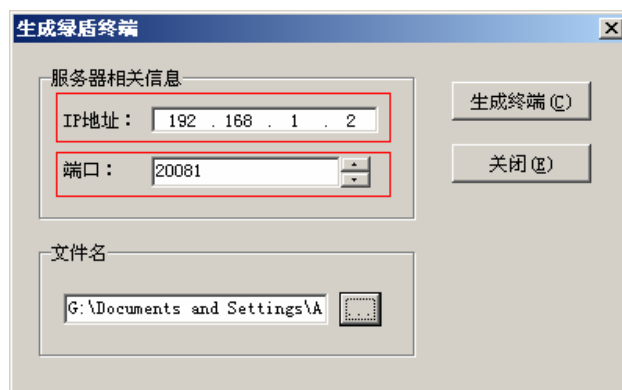 生成绿盾终端
服务器相关信息
IP地址： 192 . 168 . 1 . 2
端口： 20081
生成终端(C)
关闭(E)
文件名
G:\Documents and Settings\A
...